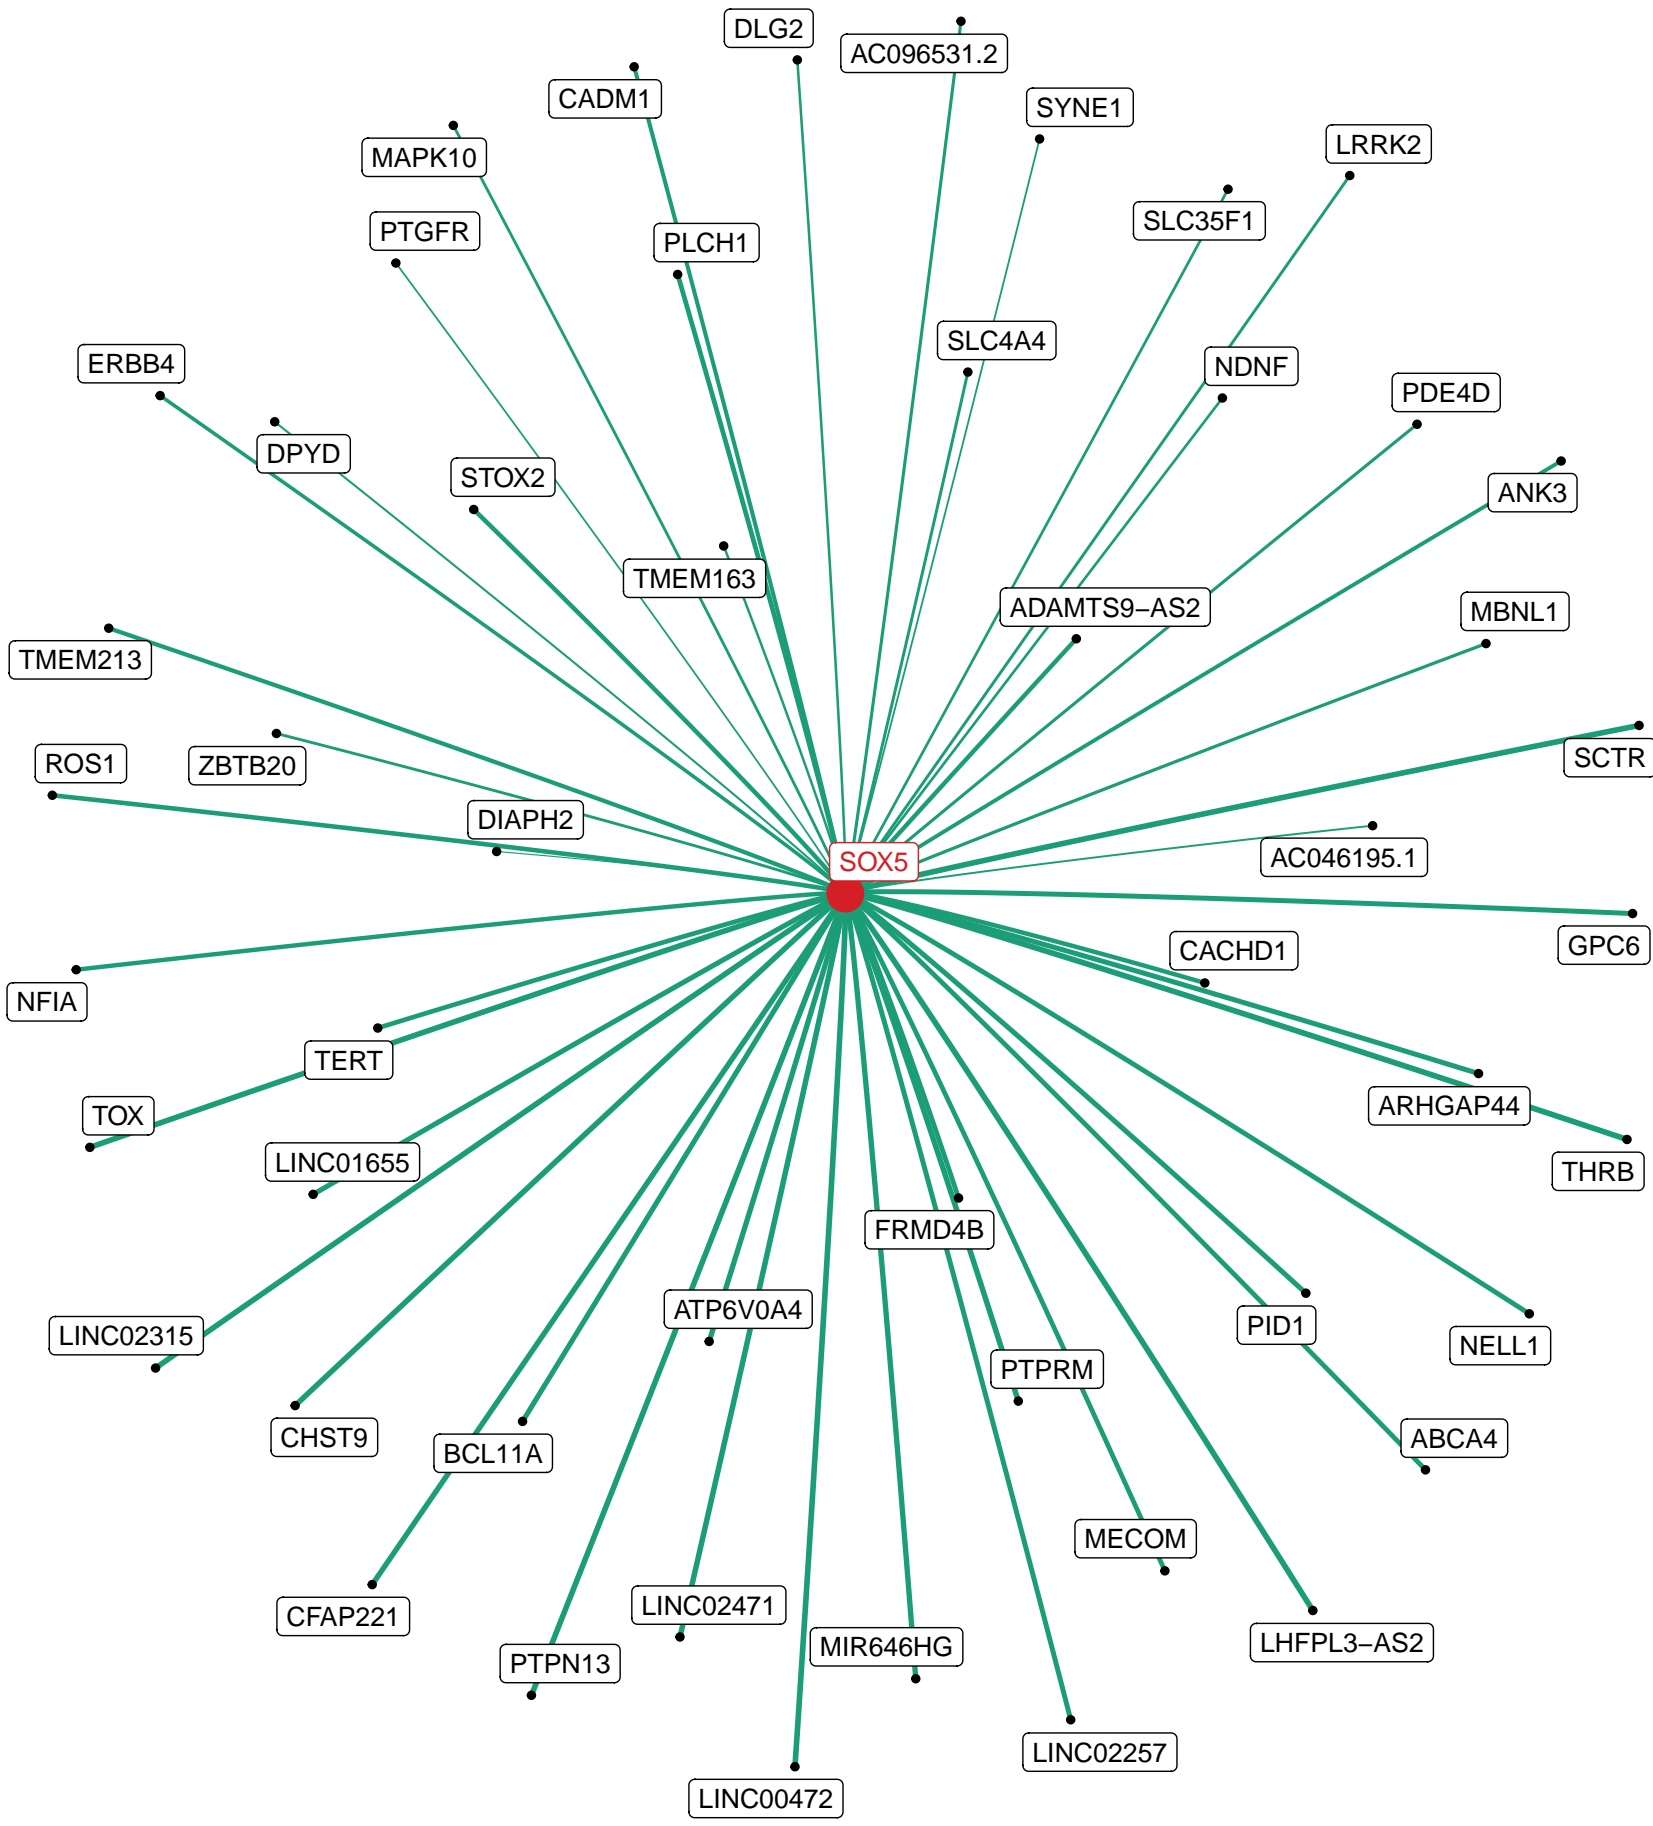 DLG2
AC096531.2
CADM1
SYNE1
LRRK2
MAPK10
SLC35F1
PTGFR
PLCH1
SLC4A4
ERBB4
NDNF
PDE4D
DPYD
STOX2
ANK3
TMEM163
ADAMTS9−AS2
MBNL1
TMEM213
ROS1
ZBTB20
SCTR
DIAPH2
SOX5
AC046195.1
GPC6
CACHD1
NFIA
TERT
TOX
ARHGAP44
LINC01655
THRB
FRMD4B
ATP6V0A4
LINC02315
PID1
NELL1
PTPRM
CHST9
BCL11A
ABCA4
MECOM
LINC02471
CFAP221
LHFPL3−AS2
MIR646HG
PTPN13
LINC02257
LINC00472